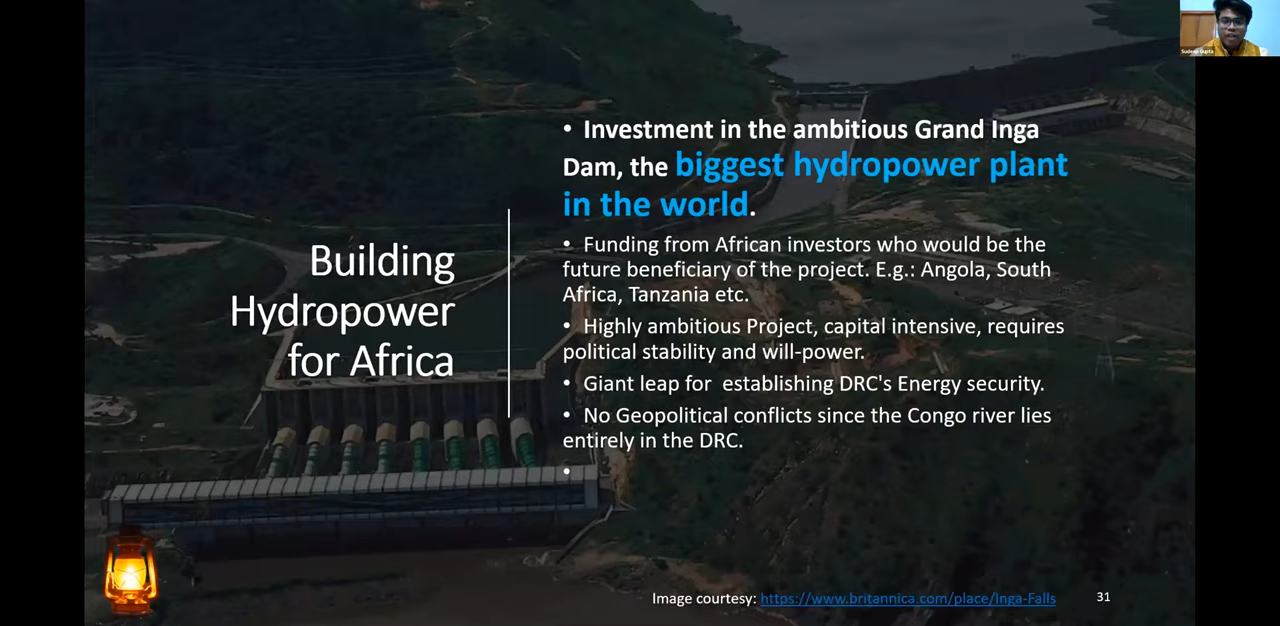 Sudeep Gupta
Building
Hydropower
for Africa
• Investment in the ambitious Grand Inga
Dam, the biggest hydropower plant
in the world.
• Funding from African investors who would be the
future beneficiary of the project. E.g.: Angola, South
Africa, Tanzania etc.
• Highly ambitious Project, capital intensive, requires
political stability and will-power.
• Giant leap for establishing DRC's Energy security.
• No Geopolitical conflicts since the Congo river lies
entirely in the DRC.
•
Image courtesy: https://www.britannica.com/place/Inga-Falls
31